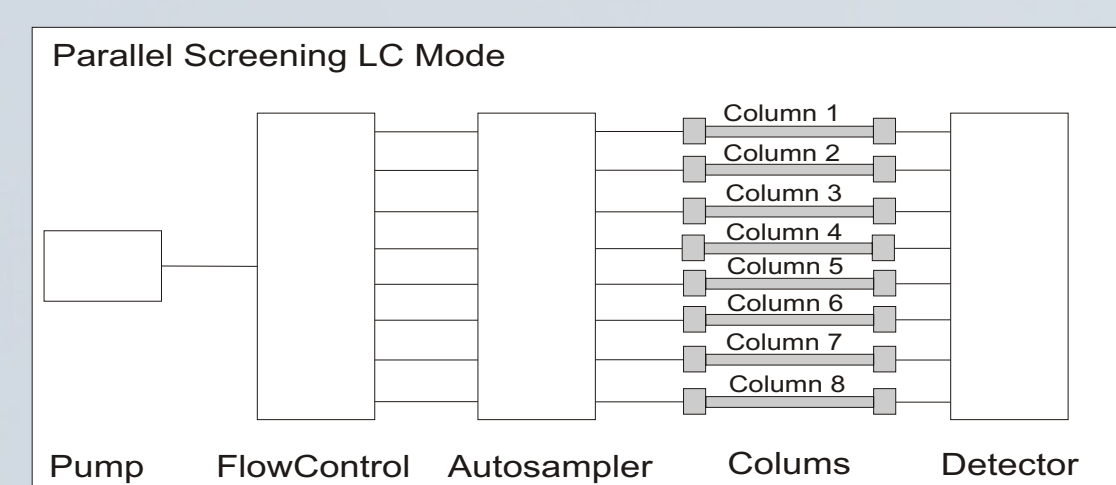 Parallel Screening LC Mode
Column 1
Column 2
Column 3
Column 4
Column 5
Column 6
Column 7
Column 8
Pump FlowControl Autosampler Colums Detector